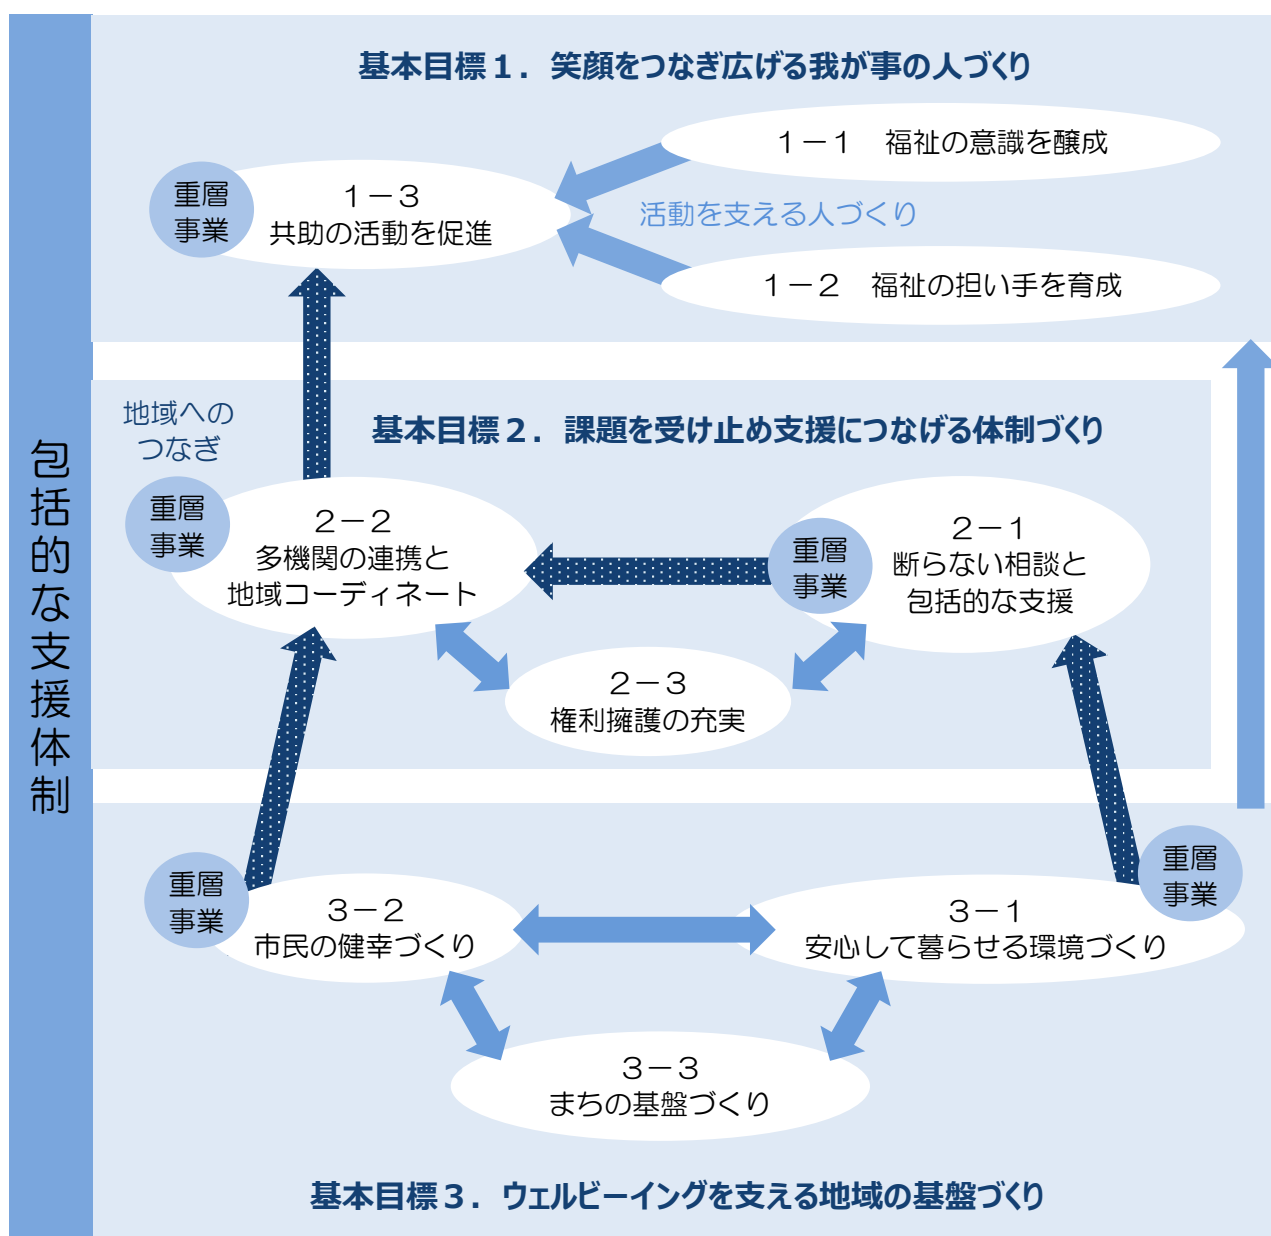 包括的な支援体制
基本目標１．笑顔をつなぎ広げる我が事の人づくり
１－１　福祉の意識を醸成
重層
事業
１－３
共助の活動を促進
活動を支える人づくり
１－２　福祉の担い手を育成
地域への
つなぎ
基本目標２．課題を受け止め支援につなげる体制づくり
重層
事業
２－２
多機関の連携と
地域コーディネート
重層
事業
２－１
断らない相談と
包括的な支援
２－３
権利擁護の充実
重層
事業
３－２
市民の健幸づくり
３－１
安心して暮らせる環境づくり
重層
事業
３－３
まちの基盤づくり
基本目標３．ウェルビーイングを支える地域の基盤づくり